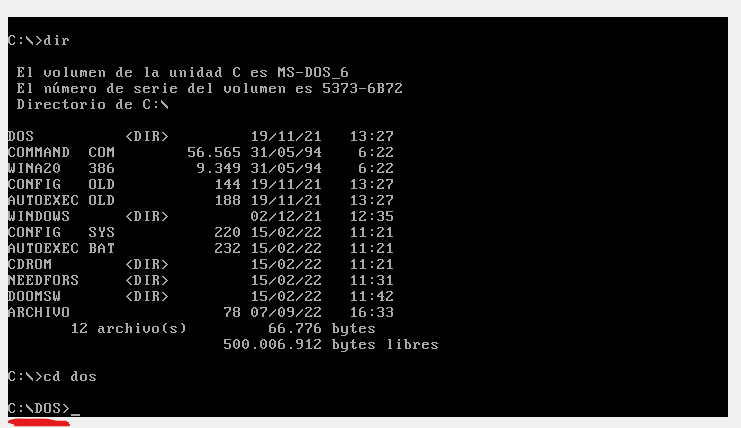 C:\>dir
El volumen de la unidad C es MS-DOS_6
El número de serie del volumen es 5373-6B72
Directorio de C:\
DOS <DIR> 19/11/21 13:27
COMMAND COM 56.565 31/05/94 6:22
WINA20 386 9.349 31/05/94 6:22
CONFIG OLD 144 19/11/21 13:27
AUTOEXEC OLD 188 19/11/21 13:27
WINDOWS <DIR> 02/12/21 12:35
CONFIG SYS 220 15/02/22 11:21
AUTOEXEC BAT 232 15/02/22 11:21
CDROM <DIR> 15/02/22 11:21
NEEDFORS <DIR> 15/02/22 11:31
DOOMSW <DIR> 15/02/22 11:42
ARCHIVO 78 07/09/22 16:33
12 archivo(s) 66.776 bytes
500.006.912 bytes libres
C:\>cd dos
C:\DOS>_